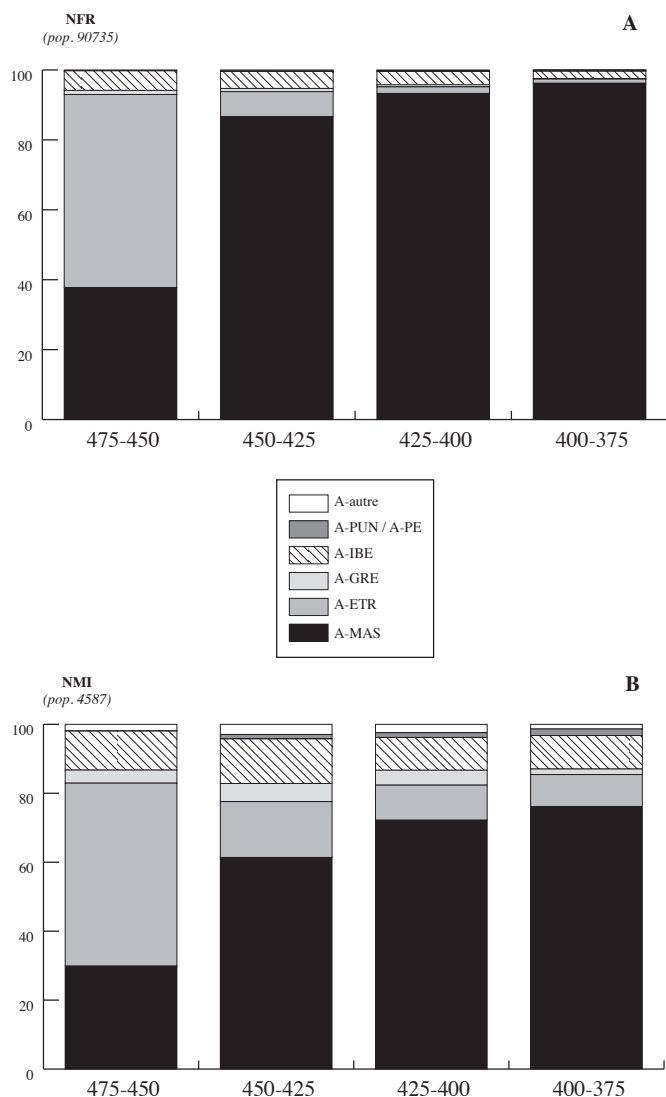 NFR
(pop. 90735)
A
100
80
60
40
20
0
475-450 450-425 425-400 400-375
A-autre
A-PUN / A-PE
A-IBE
A-GRE
A-ETR
A-MAS
NMI
(pop. 4587)
B
100
80
60
40
20
0
475-450 450-425 425-400 400-375